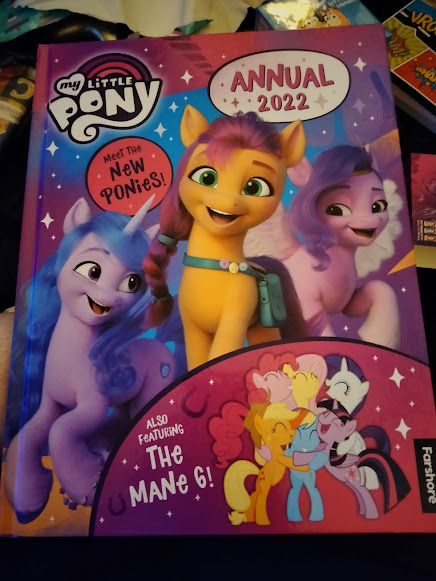 my LiTTLE
PONY
ANNUAL
2022
MEET THE
NEW
PONIES!
ALSO
FEATURING
THE
MANE 6!
Farshore